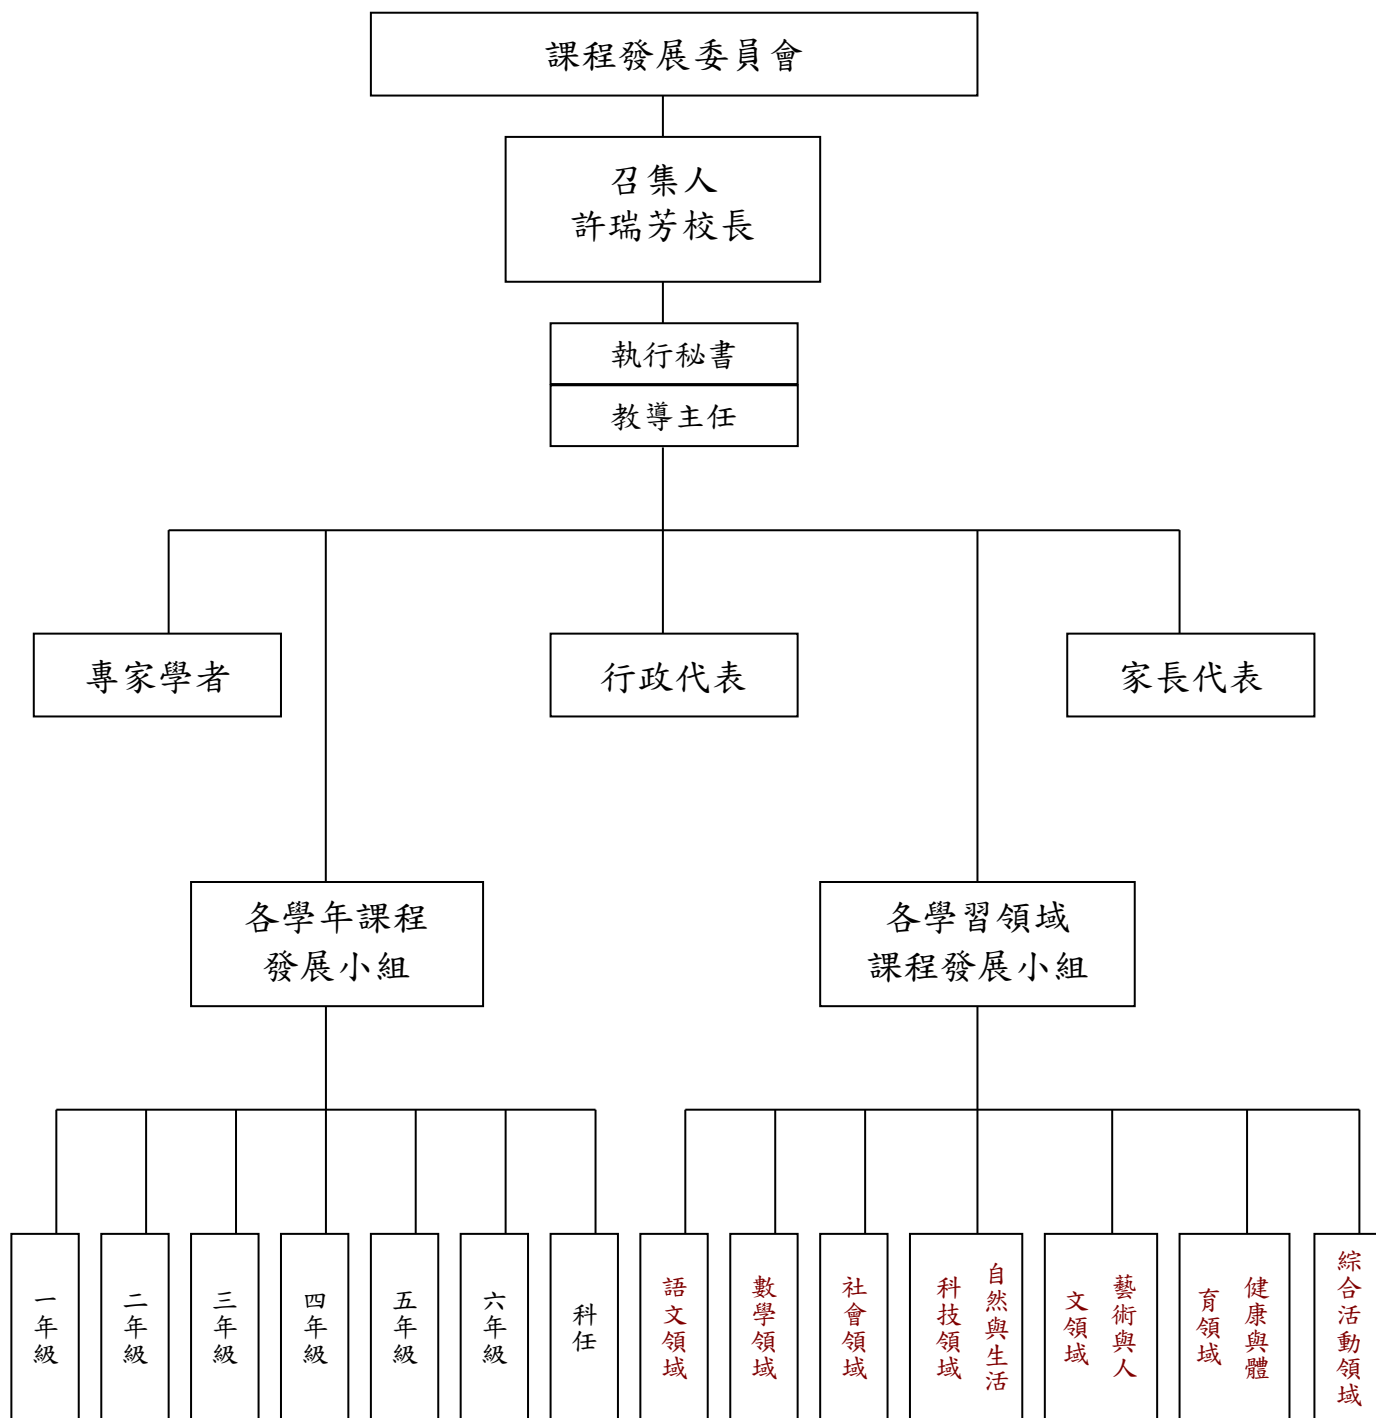 課程發展委員會
召集人
許瑞芳校長
執行秘書
教導主任
專家學者
行政代表
家長代表
各學年課程
發展小組
各學習領域
課程發展小組
一年級
二年級
三年級
四年級
五年級
六年級
科任
語文領域
數學領域
社會領域
自然與生活
科技領域
藝術與人
文領域
健康與體
育領域
綜合活動領域